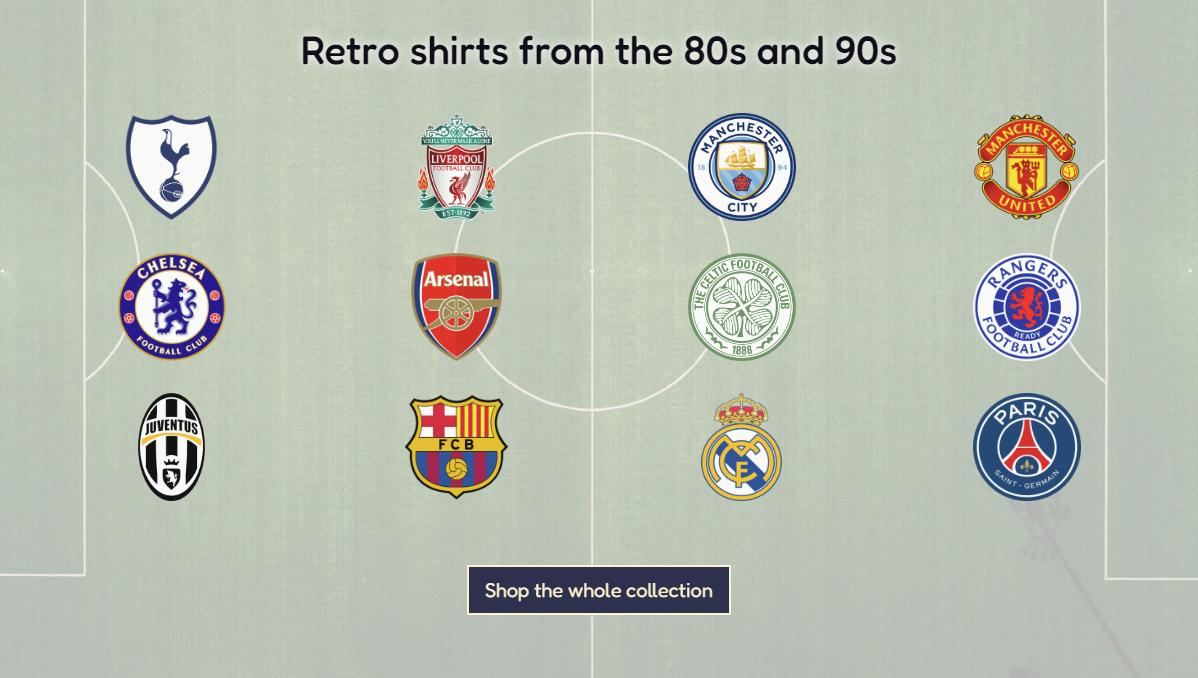 Retro shirts from the 80s and 90s
YOU'LL NEVER WALK ALONE
LIVERPOOL
FOOTBALL CLUB
EST·1892
MANCHESTER
18 94
CITY
MANCHESTER
UNITED
CHELSEA
FOOTBALL CLUB
Arsenal
THE CELTIC FOOTBALL CLUB
1888
RANGERS
READY
FOOTBALL CLUB
JUVENTUS
FCB
PARIS
SAINT-GERMAIN
Shop the whole collection